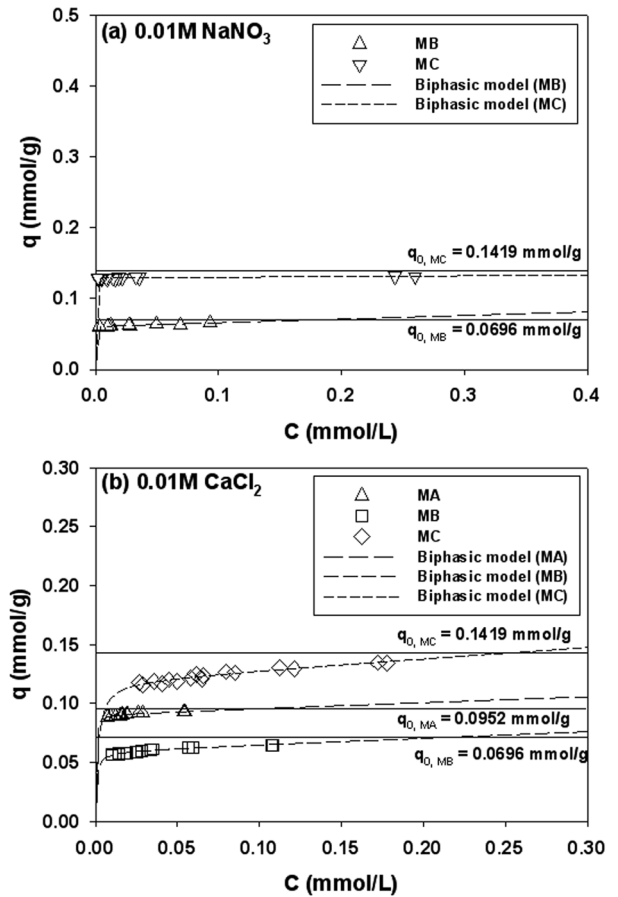 (a) 0.01M NaNO₃
MB
MC
Biphasic model (MB)
Biphasic model (MC)
q₀, MC = 0.1419 mmol/g
q₀, MB = 0.0696 mmol/g
q (mmol/g)
0.5
0.4
0.3
0.2
0.1
0.0
0.0 0.1 0.2 0.3 0.4
C (mmol/L)
(b) 0.01M CaCl₂
MA
MB
MC
Biphasic model (MA)
Biphasic model (MB)
Biphasic model (MC)
q₀, MC = 0.1419 mmol/g
q₀, MA = 0.0952 mmol/g
q₀, MB = 0.0696 mmol/g
q (mmol/g)
0.30
0.25
0.20
0.15
0.10
0.05
0.00
0.00 0.05 0.10 0.15 0.20 0.25 0.30
C (mmol/L)